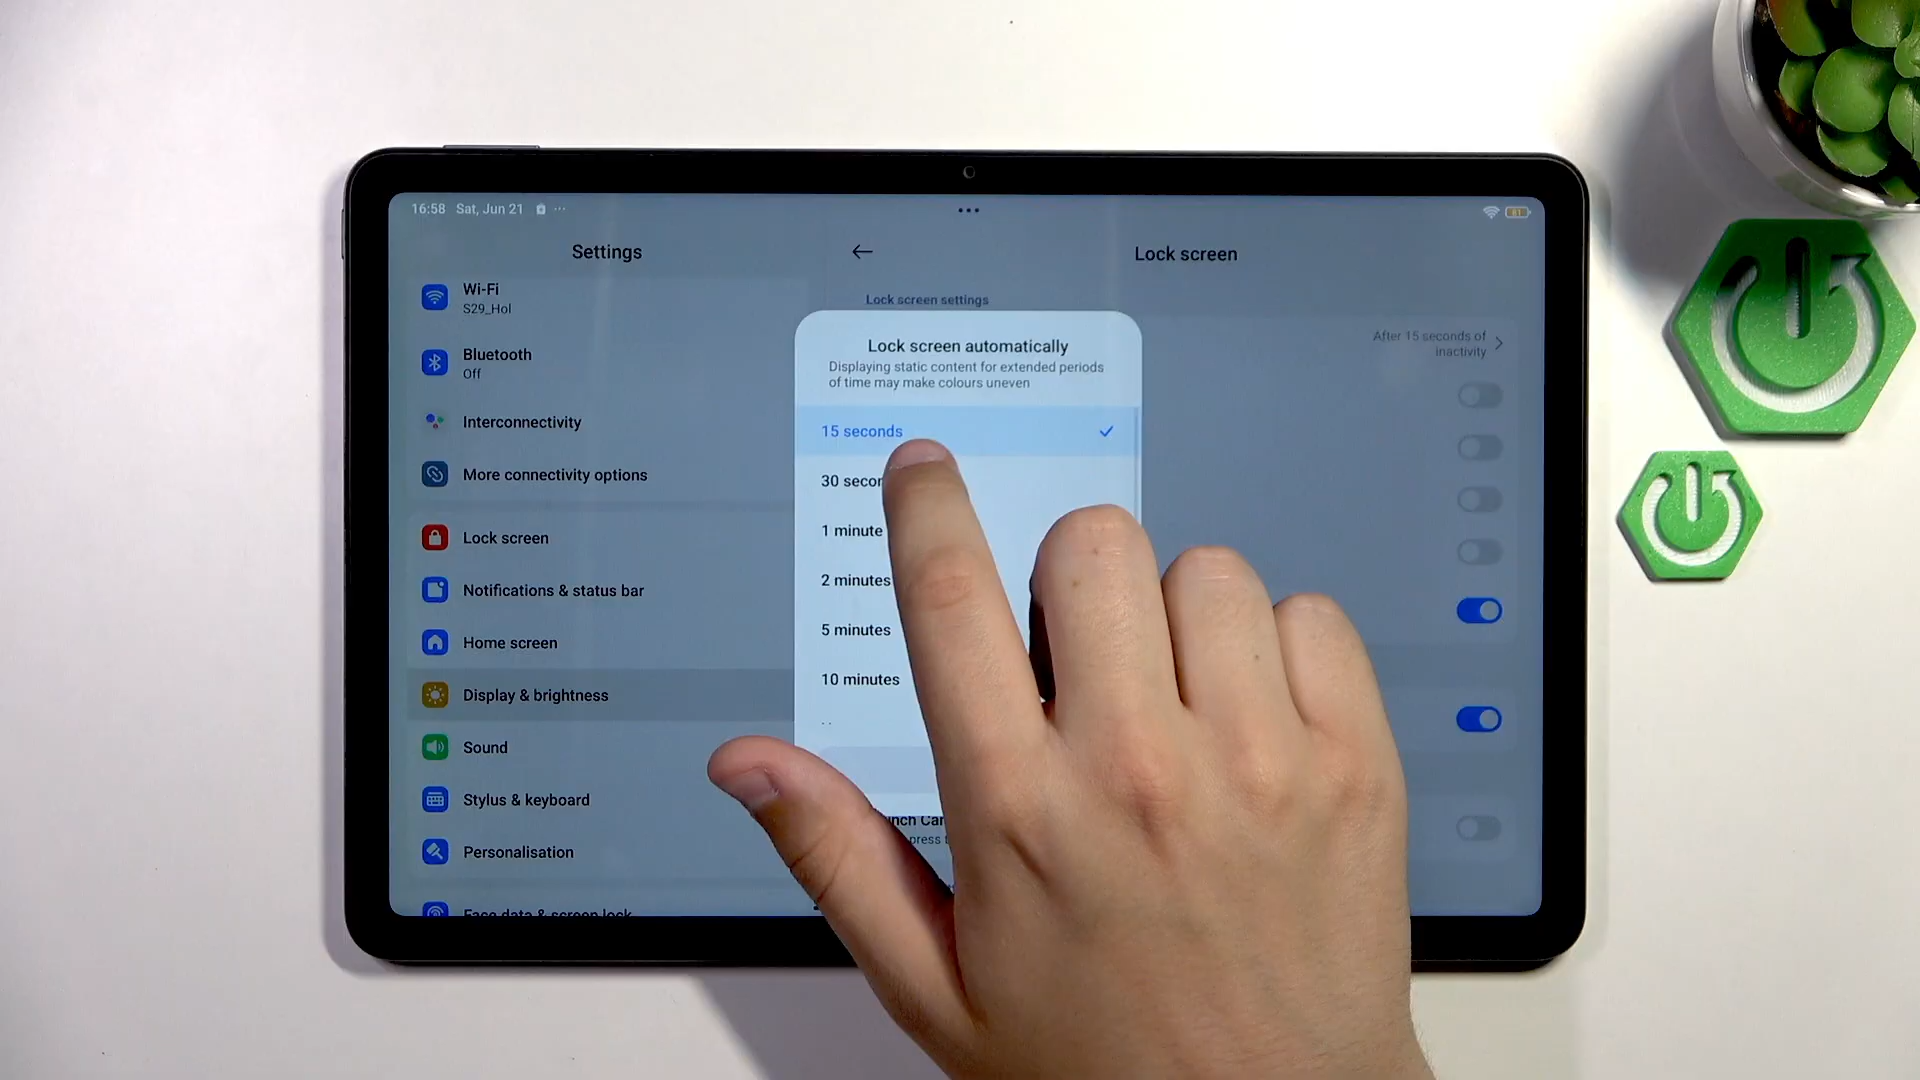 16:58 Sat, Jun 21 ...
81
Settings
Wi-Fi
S29_Hol
Bluetooth
Off
Interconnectivity
More connectivity options
Lock screen
Notifications & status bar
Home screen
Display & brightness
Sound
Stylus & keyboard
Personalisation
Face data & screen lock
Lock screen
Lock screen settings
After 15 seconds of
inactivity
Lock screen automatically
Displaying static content for extended periods
of time may make colours uneven
15 seconds
30 secon
1 minute
2 minutes
5 minutes
10 minutes
nch Cam
press t